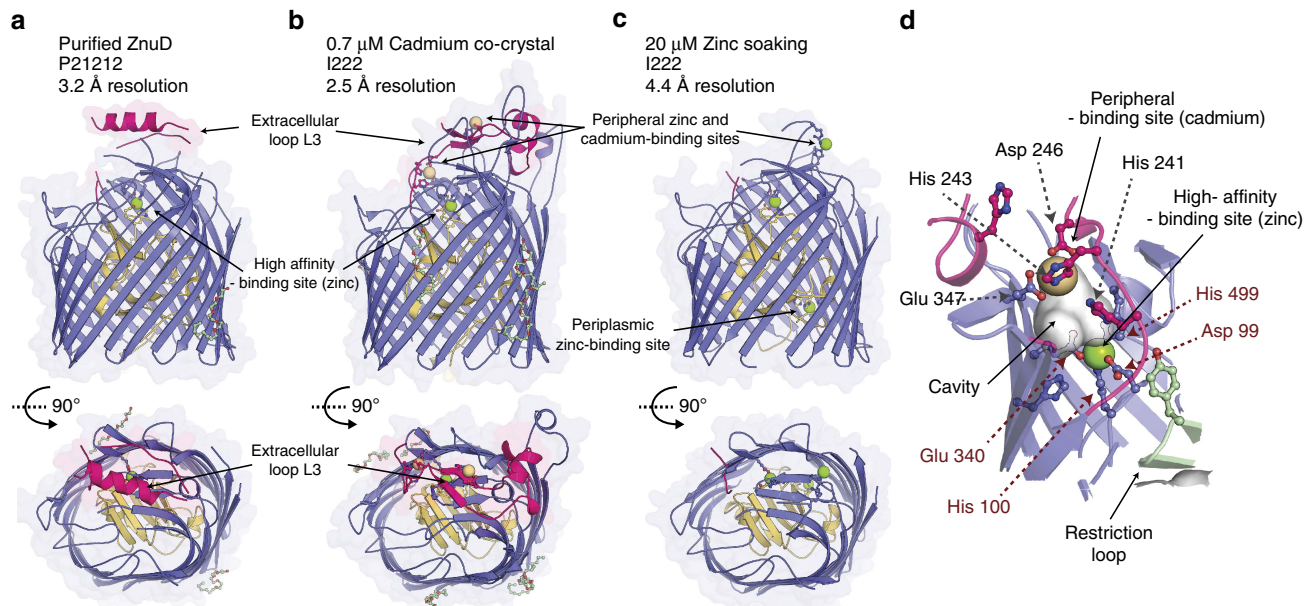 a
Purified ZnuD
P21212
3.2 Å resolution
b
0.7 μM Cadmium co-crystal
I222
2.5 Å resolution
c
20 μM Zinc soaking
I222
4.4 Å resolution
d
Extracellular
loop L3
Peripheral zinc and
cadmium-binding sites
High affinity
- binding site (zinc)
Periplasmic
zinc-binding site
90°
90°
90°
Extracellular
loop L3
Peripheral
- binding site (cadmium)
Asp 246
His 241
His 243
High- affinity
- binding site (zinc)
Glu 347
His 499
Asp 99
Cavity
Glu 340
His 100
Restriction
loop